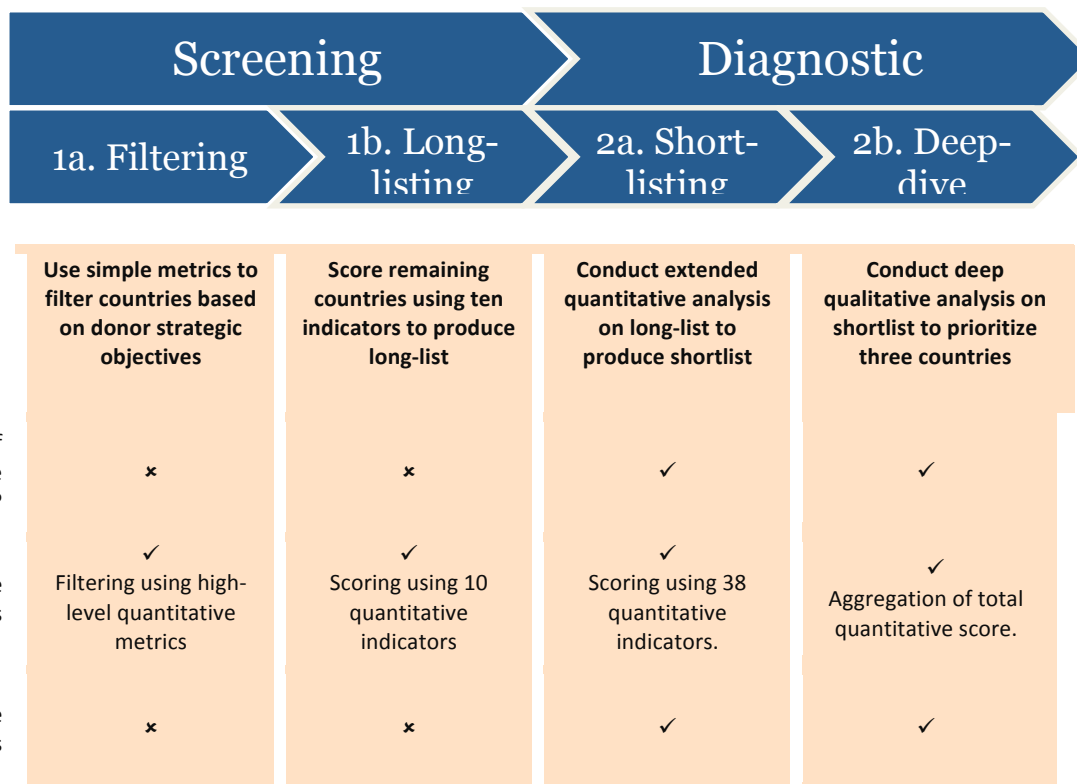 Screening
Diagnostic
1a. Filtering
1b. Long-
listing
2a. Short-
listing
2b. Deep-
dive
Use simple metrics to
filter countries based
on donor strategic
objectives
Score remaining
countries using ten
indicators to produce
long-list
Conduct extended
quantitative analysis
on long-list to
produce shortlist
Conduct deep
qualitative analysis on
shortlist to prioritize
three countries
✘
✘
✓
✓
✓
Filtering using high-
level quantitative
metrics
✓
Scoring using 10
quantitative
indicators
✓
Scoring using 38
quantitative
indicators.
✓
Aggregation of total
quantitative score.
✘
✘
✓
✓